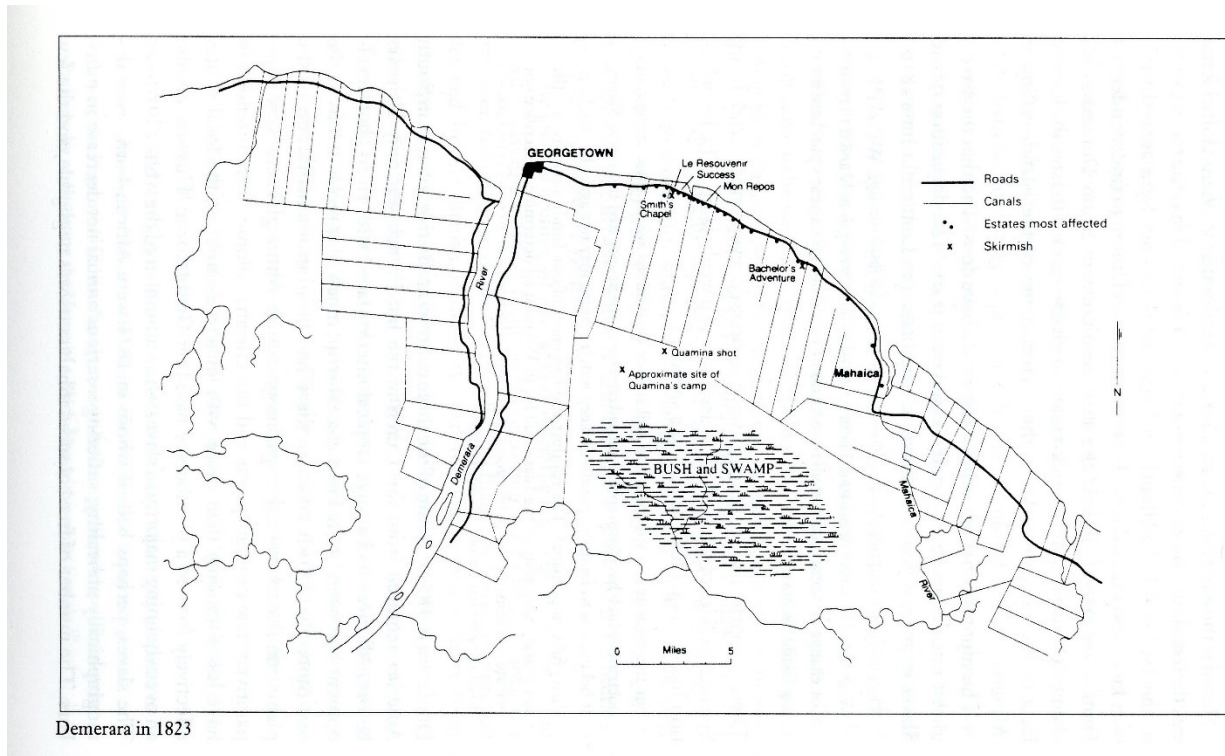 GEORGETOWN
Le Resouvenir
Success
Mon Repos
Smith's
Chapel
Roads
Canals
Estates most affected
x Skirmish
River
Bachelor's
Adventure
N
x Quamina shot
x Approximate site of
Quamina's camp
Mahaica
Demerara
BUSH and SWAMP
Mahaica
River
0 Miles 5
Demerara in 1823